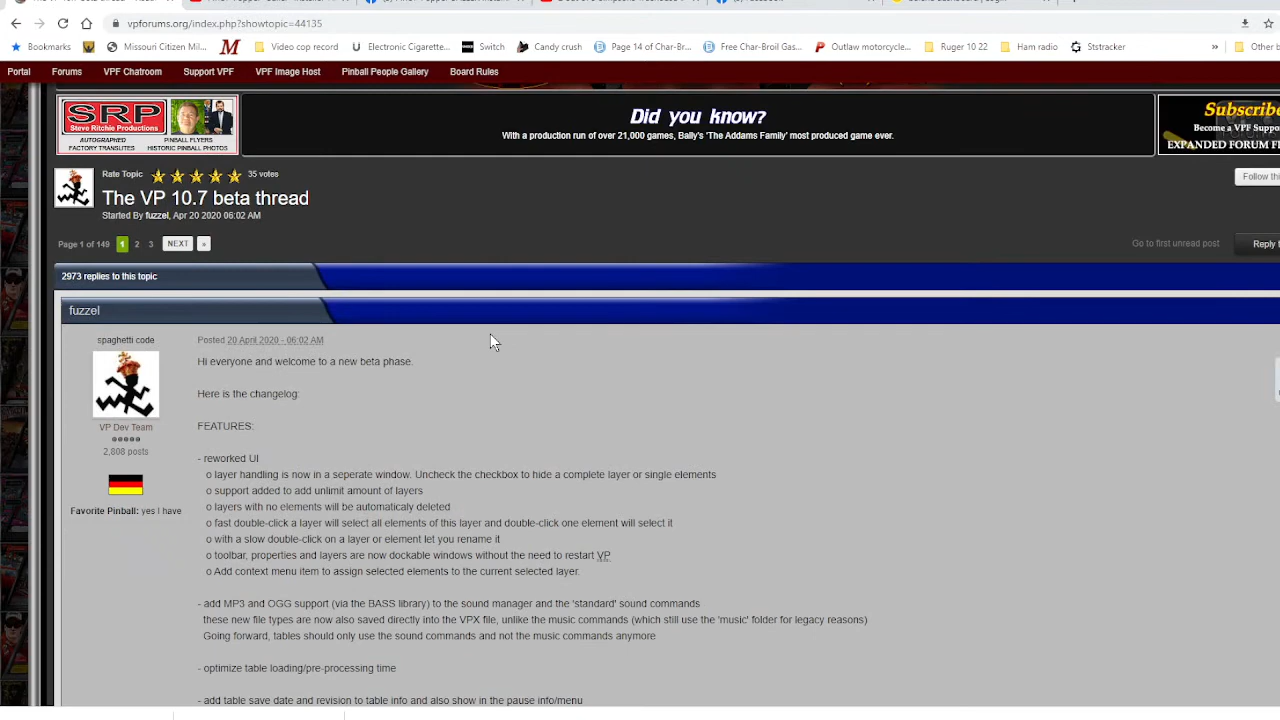 vpforums.org/index.php?showtopic=44135
Bookmarks Missouri Citizen Mil... M Video cop record Electronic Cigarette... Switch Candy crush Page 14 of Char-Br... Free Char-Broil Gas... Outlaw motorcycle... Ruger 10 22 Ham radio Ststracker » Other b
Portal Forums VPF Chatroom Support VPF VPF Image Host Pinball People Gallery Board Rules
SRP
Steve Ritchie Productions
AUTOGRAPHED FACTORY TRANSLITES
PINBALL FLYERS HISTORIC PINBALL PHOTOS
Did you know?
With a production run of over 21,000 games, Bally's 'The Addams Family' most produced game ever.
Subscribe
Become a VPF Suppo
EXPANDED FORUM F
Rate Topic 35 votes
The VP 10.7 beta thread
Started By fuzzel, Apr 20 2020 06:02 AM
Follow thi
Page 1 of 149 1 2 3 NEXT »
Go to first unread post Reply t
2973 replies to this topic
fuzzel
spaghetti code
VP Dev Team
2,808 posts
Favorite Pinball: yes I have
Posted 20 April 2020 - 06:02 AM
Hi everyone and welcome to a new beta phase.
Here is the changelog:
FEATURES:
- reworked UI
o layer handling is now in a seperate window. Uncheck the checkbox to hide a complete layer or single elements
o support added to add unlimit amount of layers
o layers with no elements will be automaticaly deleted
o fast double-click a layer will select all elements of this layer and double-click one element will select it
o with a slow double-click on a layer or element let you rename it
o toolbar, properties and layers are now dockable windows without the need to restart VP
o Add context menu item to assign selected elements to the current selected layer.
- add MP3 and OGG support (via the BASS library) to the sound manager and the 'standard' sound commands
these new file types are now also saved directly into the VPX file, unlike the music commands (which still use the 'music' folder for legacy reasons)
Going forward, tables should only use the sound commands and not the music commands anymore
- optimize table loading/pre-processing time
- add table save date and revision to table info and also show in the pause info/menu